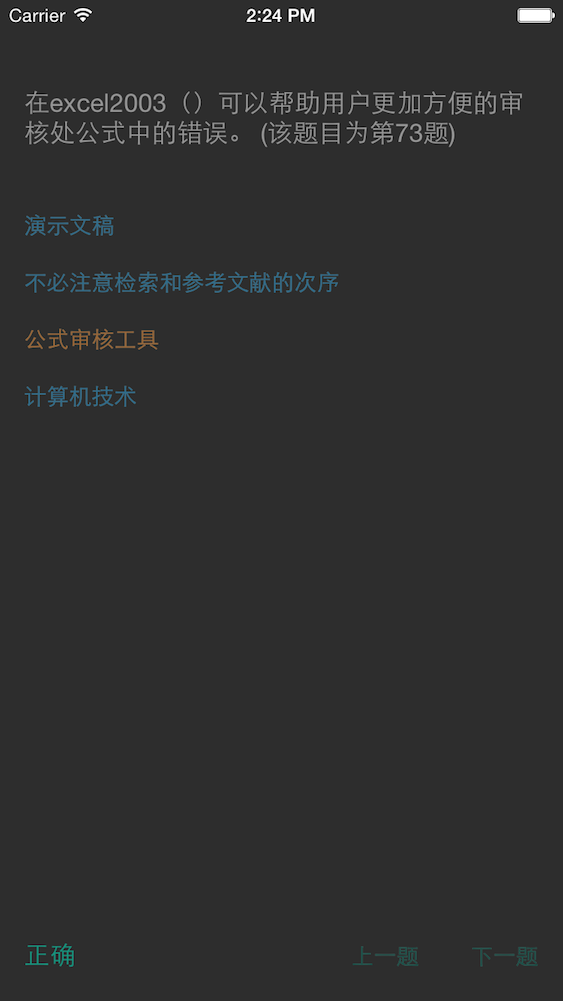 Carrier 2:24 PM
在excel2003（）可以帮助用户更加方便的审
核处公式中的错误。 (该题目为第73题)
演示文稿
不必注意检索和参考文献的次序
公式审核工具
计算机技术
正确 上一题 下一题